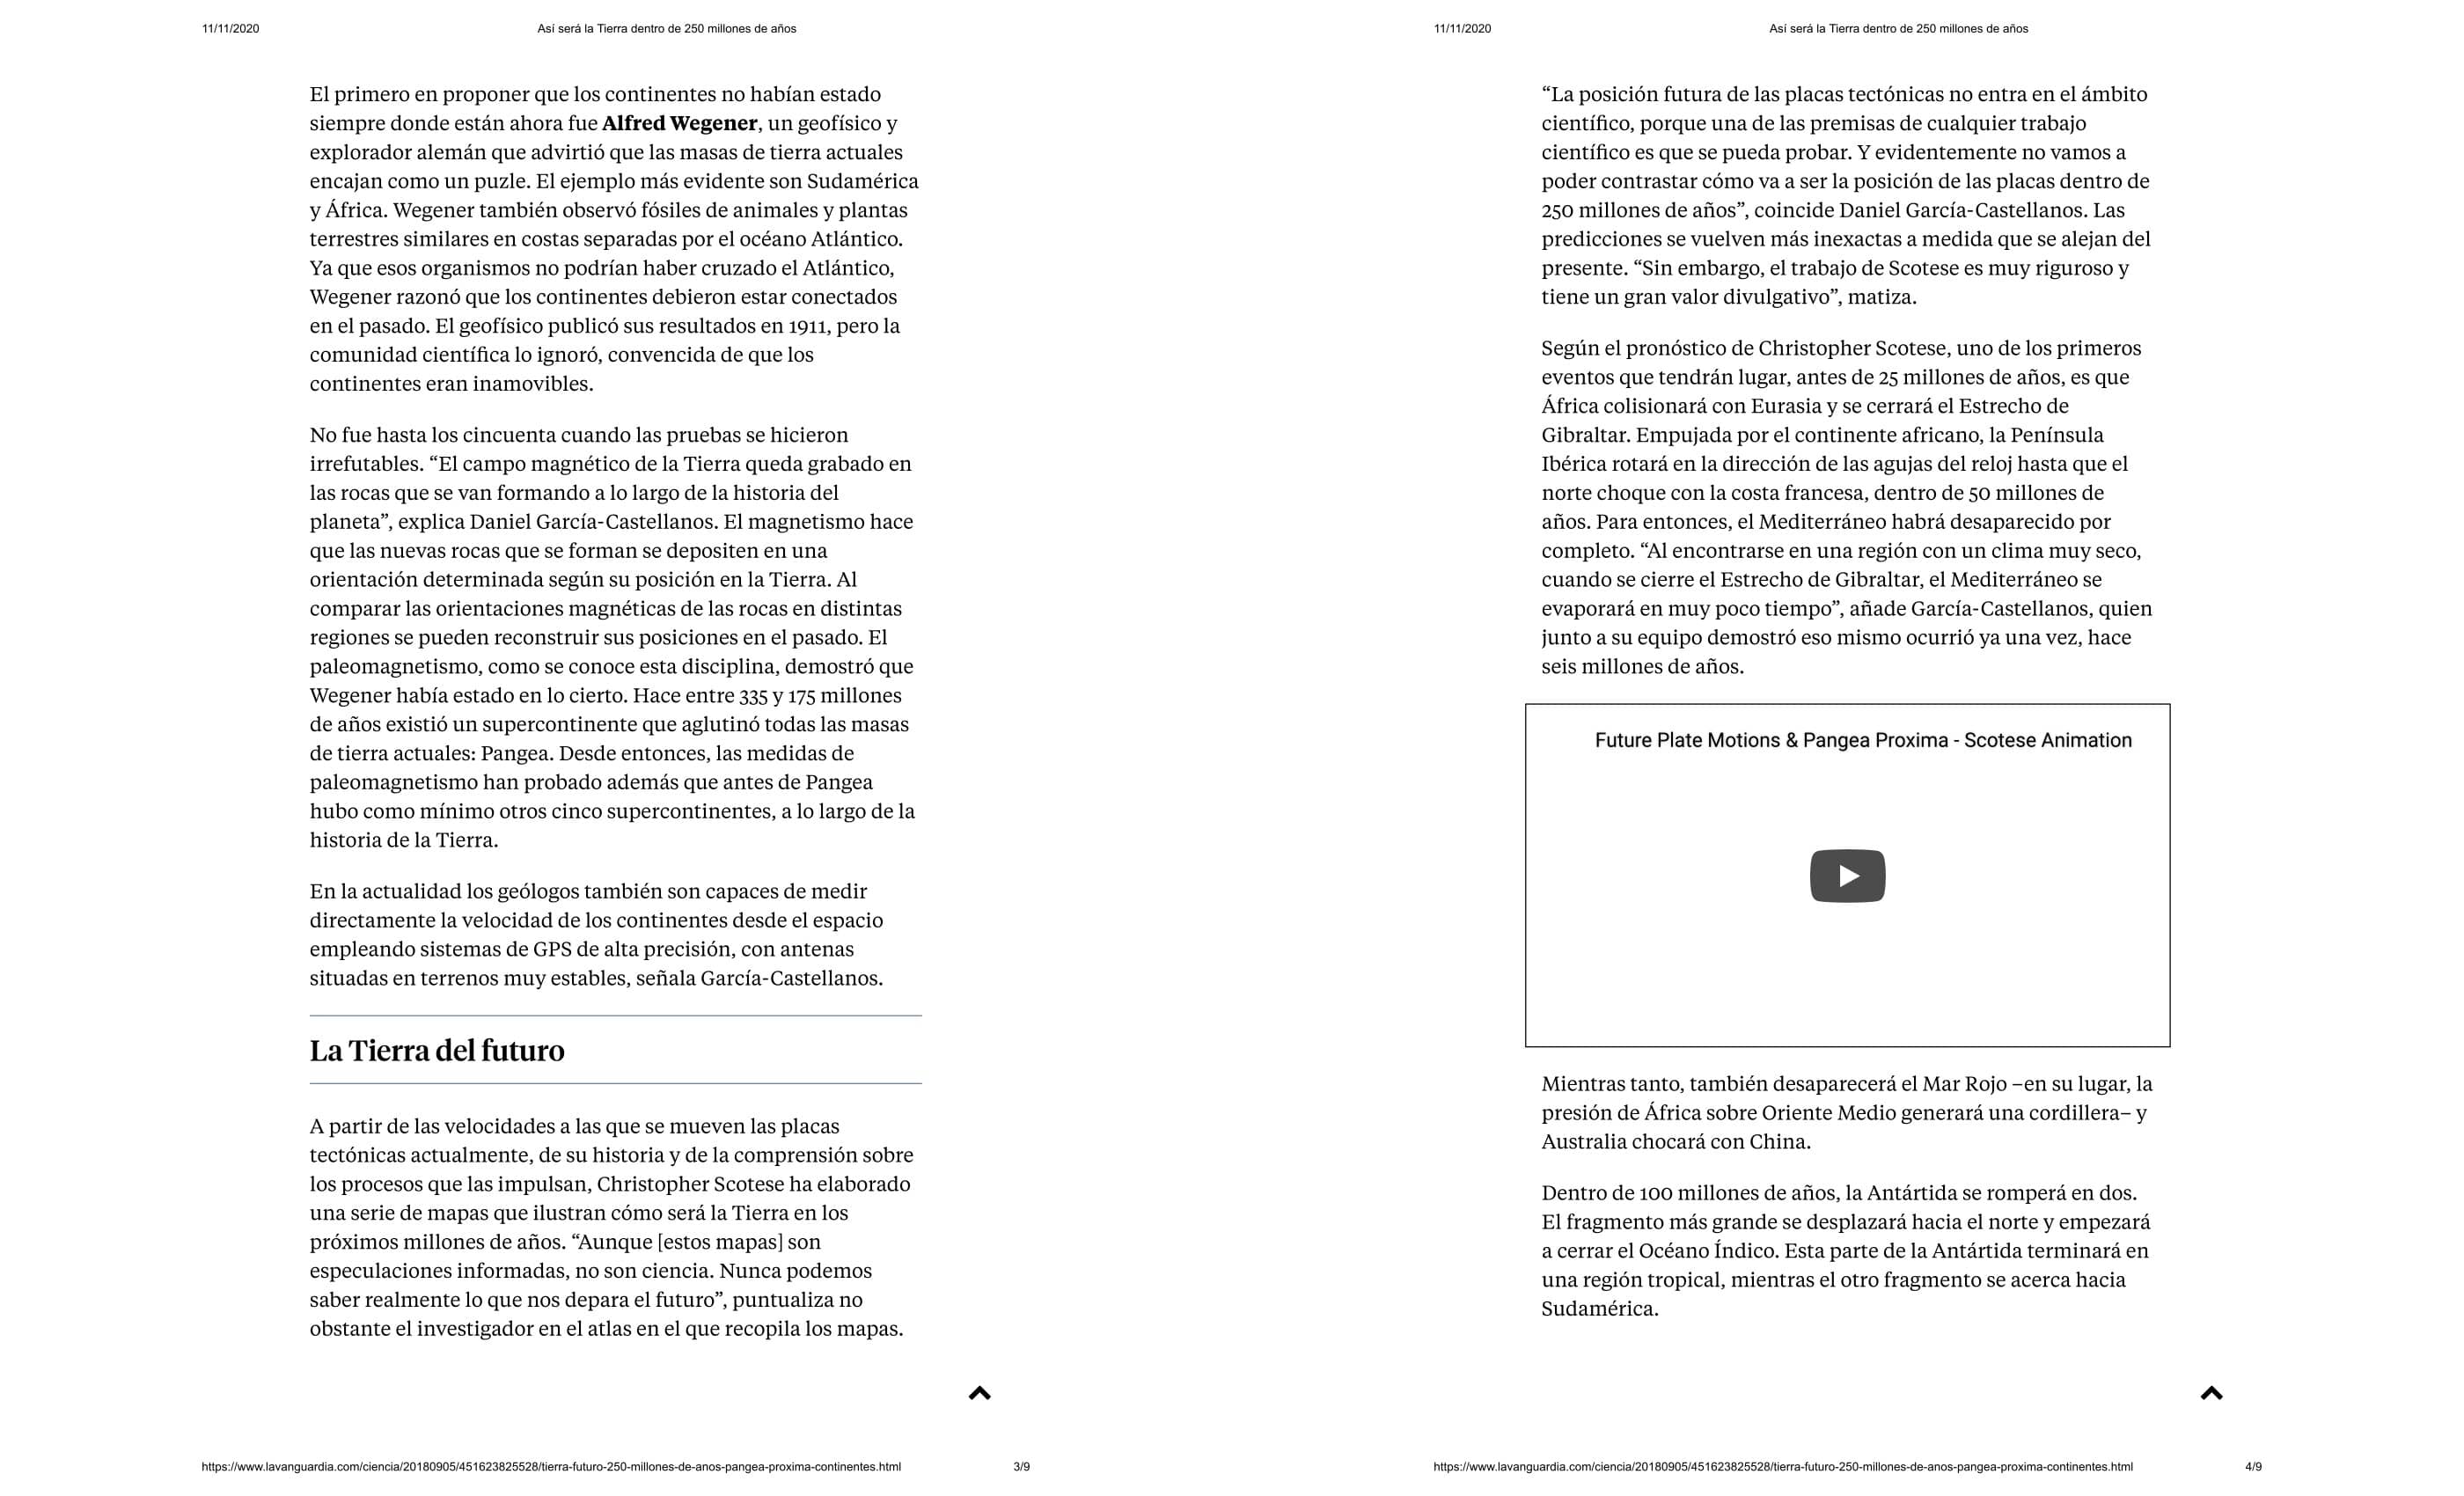 11/11/2020
Así será la Tierra dentro de 250 millones de años
El primero en proponer que los continentes no habían estado
siempre donde están ahora fue Alfred Wegener, un geofísico y
explorador alemán que advirtió que las masas de tierra actuales
encajan como un puzle. El ejemplo más evidente son Sudamérica
y África. Wegener también observó fósiles de animales y plantas
terrestres similares en costas separadas por el océano Atlántico.
Ya que esos organismos no podrían haber cruzado el Atlántico,
Wegener razonó que los continentes debieron estar conectados
en el pasado. El geofísico publicó sus resultados en 1911, pero la
comunidad científica lo ignoró, convencida de que los
continentes eran inamovibles.
No fue hasta los cincuenta cuando las pruebas se hicieron
irrefutables. “El campo magnético de la Tierra queda grabado en
las rocas que se van formando a lo largo de la historia del
planeta”, explica Daniel García-Castellanos. El magnetismo hace
que las nuevas rocas que se forman se depositen en una
orientación determinada según su posición en la Tierra. Al
comparar las orientaciones magnéticas de las rocas en distintas
regiones se pueden reconstruir sus posiciones en el pasado. El
paleomagnetismo, como se conoce esta disciplina, demostró que
Wegener había estado en lo cierto. Hace entre 335 y 175 millones
de años existió un supercontinente que aglutinó todas las masas
de tierra actuales: Pangea. Desde entonces, las medidas de
paleomagnetismo han probado además que antes de Pangea
hubo como mínimo otros cinco supercontinentes, a lo largo de la
historia de la Tierra.
En la actualidad los geólogos también son capaces de medir
directamente la velocidad de los continentes desde el espacio
empleando sistemas de GPS de alta precisión, con antenas
situadas en terrenos muy estables, señala García-Castellanos.
La Tierra del futuro
A partir de las velocidades a las que se mueven las placas
tectónicas actualmente, de su historia y de la comprensión sobre
los procesos que las impulsan, Christopher Scotese ha elaborado
una serie de mapas que ilustran cómo será la Tierra en los
próximos millones de años. “Aunque [estos mapas] son
especulaciones informadas, no son ciencia. Nunca podemos
saber realmente lo que nos depara el futuro”, puntualiza no
obstante el investigador en el atlas en el que recopila los mapas.
https://www.lavanguardia.com/ciencia/20180905/451623825528/tierra-futuro-250-millones-de-anos-pangea-proxima-continentes.html
3/9
11/11/2020
Así será la Tierra dentro de 250 millones de años
“La posición futura de las placas tectónicas no entra en el ámbito
científico, porque una de las premisas de cualquier trabajo
científico es que se pueda probar. Y evidentemente no vamos a
poder contrastar cómo va a ser la posición de las placas dentro de
250 millones de años”, coincide Daniel García-Castellanos. Las
predicciones se vuelven más inexactas a medida que se alejan del
presente. “Sin embargo, el trabajo de Scotese es muy riguroso y
tiene un gran valor divulgativo”, matiza.
Según el pronóstico de Christopher Scotese, uno de los primeros
eventos que tendrán lugar, antes de 25 millones de años, es que
África colisionará con Eurasia y se cerrará el Estrecho de
Gibraltar. Empujada por el continente africano, la Península
Ibérica rotará en la dirección de las agujas del reloj hasta que el
norte choque con la costa francesa, dentro de 50 millones de
años. Para entonces, el Mediterráneo habrá desaparecido por
completo. “Al encontrarse en una región con un clima muy seco,
cuando se cierre el Estrecho de Gibraltar, el Mediterráneo se
evaporará en muy poco tiempo”, añade García-Castellanos, quien
junto a su equipo demostró eso mismo ocurrió ya una vez, hace
seis millones de años.
Future Plate Motions & Pangea Proxima - Scotese Animation
Mientras tanto, también desaparecerá el Mar Rojo –en su lugar, la
presión de África sobre Oriente Medio generará una cordillera– y
Australia chocará con China.
Dentro de 100 millones de años, la Antártida se romperá en dos.
El fragmento más grande se desplazará hacia el norte y empezará
a cerrar el Océano Índico. Esta parte de la Antártida terminará en
una región tropical, mientras el otro fragmento se acerca hacia
Sudamérica.
https://www.lavanguardia.com/ciencia/20180905/451623825528/tierra-futuro-250-millones-de-anos-pangea-proxima-continentes.html
4/9